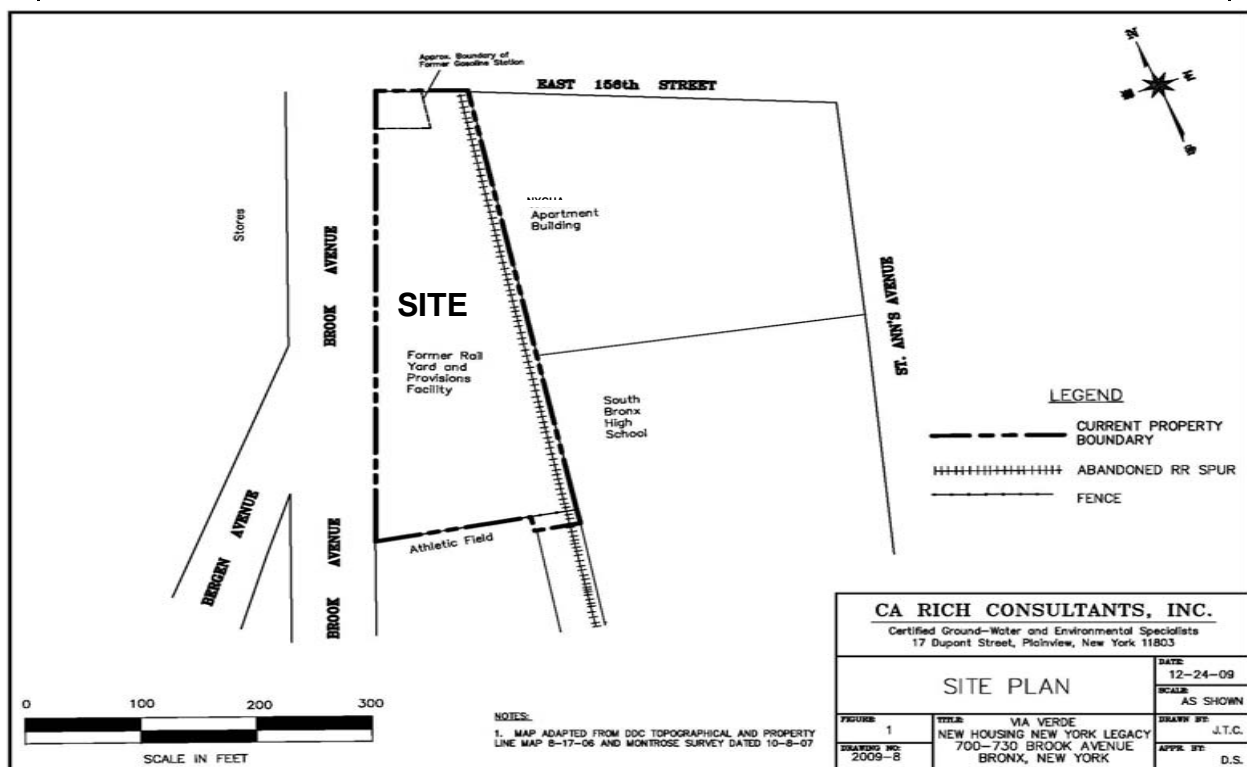 Approx. Boundary of
Former Gasoline Station
EAST 156th STREET
N
E
W
S
Stores
BROOK AVENUE
Apartment
Building
SITE
ST. ANN'S AVENUE
Former Rail
Yard and
Provisions
Facility
South
Bronx
High
School
LEGEND
CURRENT PROPERTY
BOUNDARY
ABANDONED RR SPUR
FENCE
BERGEN AVENUE
BROOK AVENUE
Athletic Field
CA RICH CONSULTANTS, INC.
Certified Ground-Water and Environmental Specialists
17 Dupont Street, Plainview, New York 11803
SITE PLAN
DATE:
12-24-09
SCALE:
AS SHOWN
FIGURE:
1
TITLE:
VIA VERDE
NEW HOUSING NEW YORK LEGACY
700-730 BROOK AVENUE
BRONX, NEW YORK
DRAWN BY:
J.T.C.
DRAWING NO:
2009-8
APPR. BY:
D.S.
0 100 200 300
SCALE IN FEET
NOTES:
1. MAP ADAPTED FROM DDC TOPOGRAPHICAL AND PROPERTY
LINE MAP 8-17-06 AND MONTROSE SURVEY DATED 10-8-07